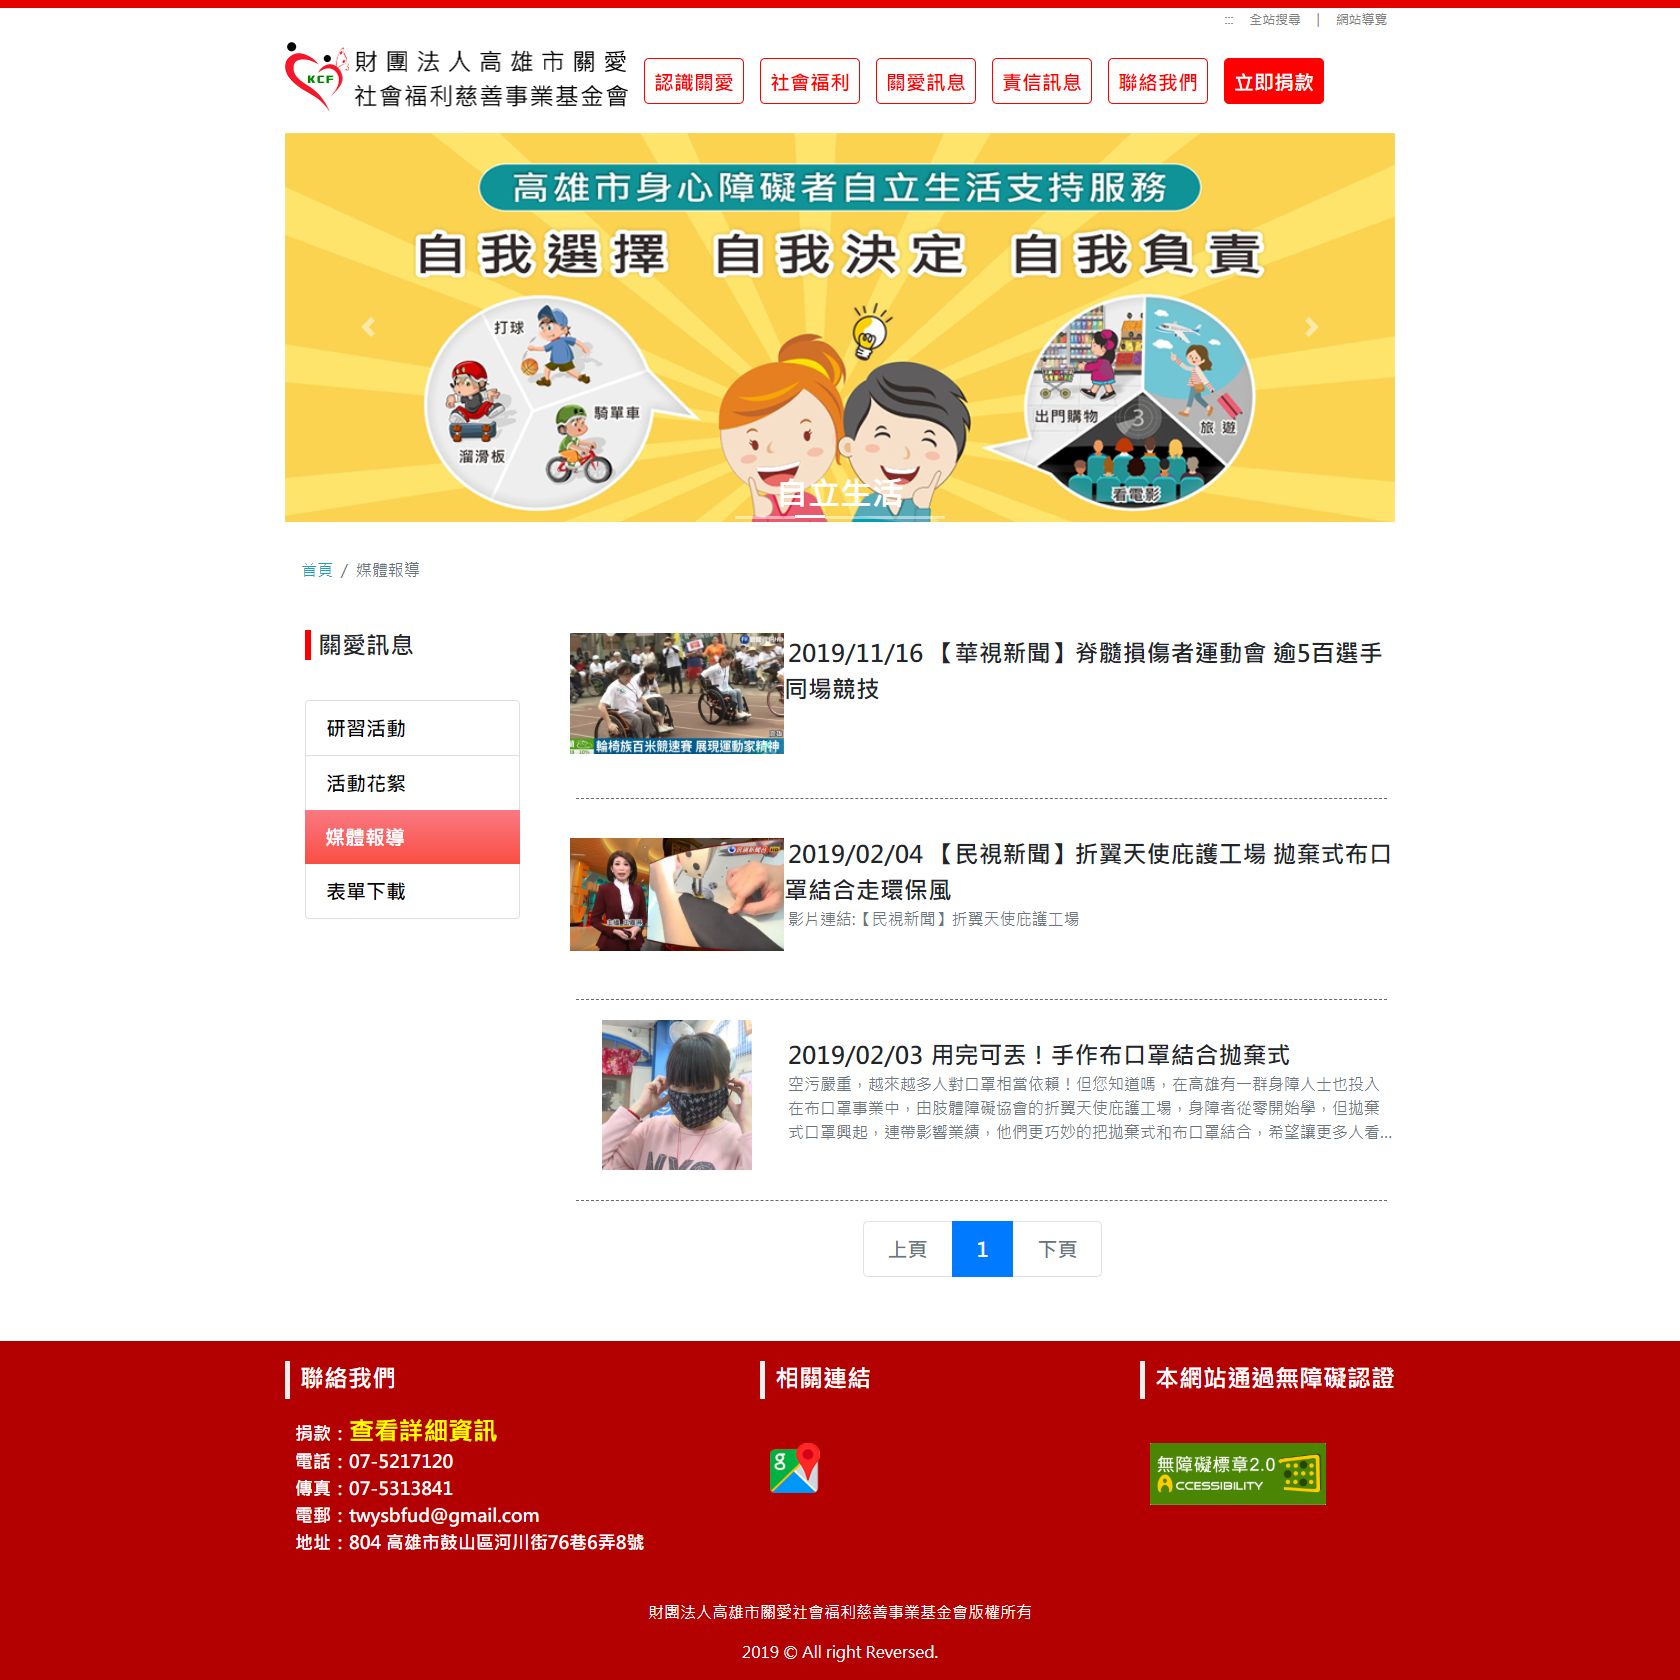 ::: 全站搜尋 | 網站導覽
KCF
財團法人高雄市關愛
社會福利慈善事業基金會
認識關愛 社會福利 關愛訊息 責信訊息 聯絡我們 立即捐款
高雄市身心障礙者自立生活支持服務
自我選擇 自我決定 自我負責
打球
騎單車
溜滑板
出門購物
3
旅遊
看電影
自立生活
首頁 / 媒體報導
關愛訊息
研習活動
活動花絮
媒體報導
表單下載
輪椅族百米競速賽 展現運動家精神
2019/11/16 【華視新聞】脊髓損傷者運動會 逾5百選手
同場競技
2019/02/04 【民視新聞】折翼天使庇護工場 拋棄式布口
罩結合走環保風
影片連結:【民視新聞】折翼天使庇護工場
2019/02/03 用完可丟！手作布口罩結合拋棄式
空污嚴重，越來越多人對口罩相當依賴！但您知道嗎，在高雄有一群身障人士也投入
在布口罩事業中，由肢體障礙協會的折翼天使庇護工場，身障者從零開始學，但拋棄
式口罩興起，連帶影響業績，他們更巧妙的把拋棄式和布口罩結合，希望讓更多人看...
上頁 1 下頁
聯絡我們
捐款：查看詳細資訊
電話：07-5217120
傳真：07-5313841
電郵：twysbfud@gmail.com
地址：804 高雄市鼓山區河川街76巷6弄8號
相關連結
g
本網站通過無障礙認證
無障礙標章2.0
ACCESSIBILITY
財團法人高雄市關愛社會福利慈善事業基金會版權所有
2019 © All right Reversed.